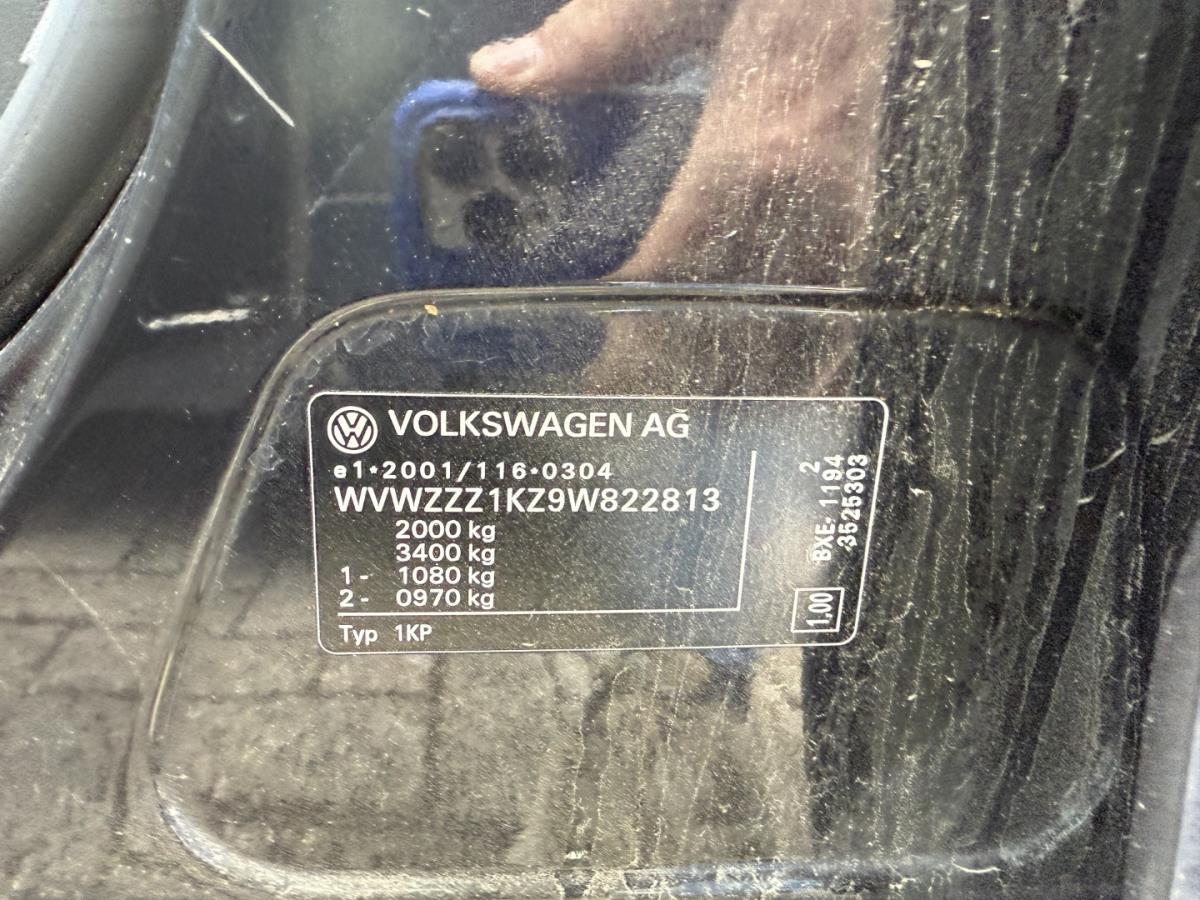 VOLKSWAGEN AG
e1*2001/116*0304
WVWZZZ1KZ9W822813
2000 kg
3400 kg
1- 1080 kg
2- 0970 kg
Typ 1KP
2
BXE. 1194
3525303
1,00